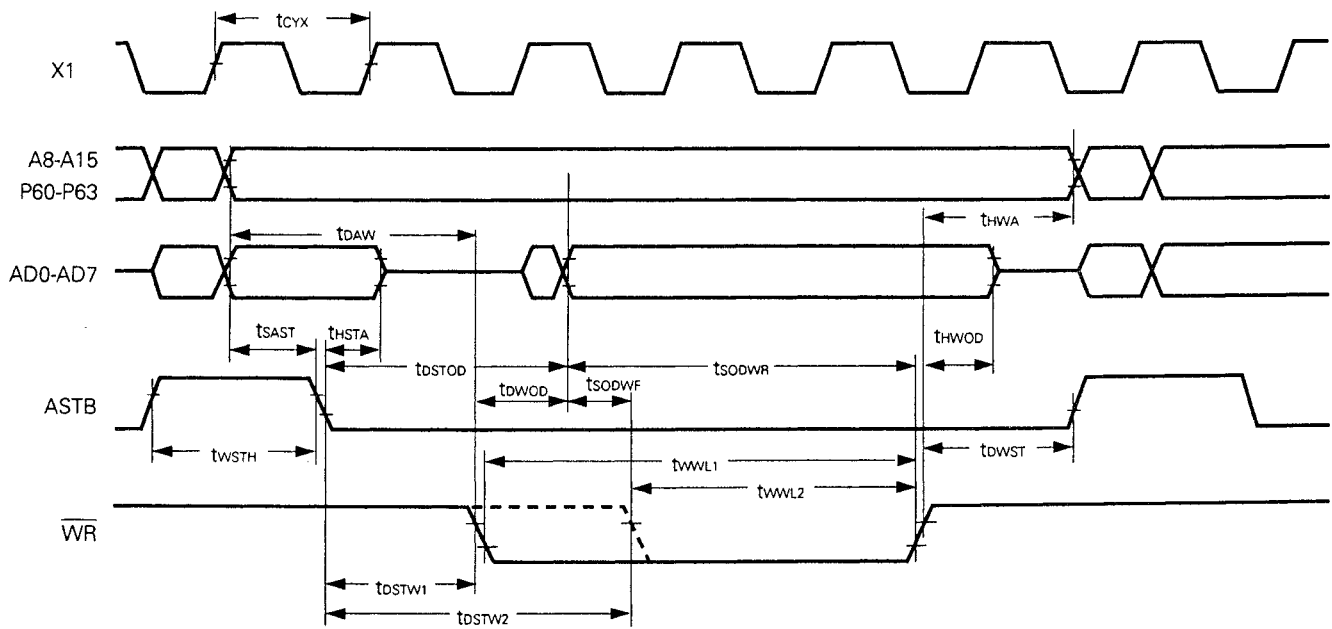 tCYX
X1
A8-A15
P60-P63
tHWA
tDAW
AD0-AD7
tSAST
tHSTA
tHWOD
tDSTOD
tSODWR
tDWOD
tSODWF
ASTB
tWSTH
tWWL1
tDWST
tWWL2
WR
tDSTW1
tDSTW2